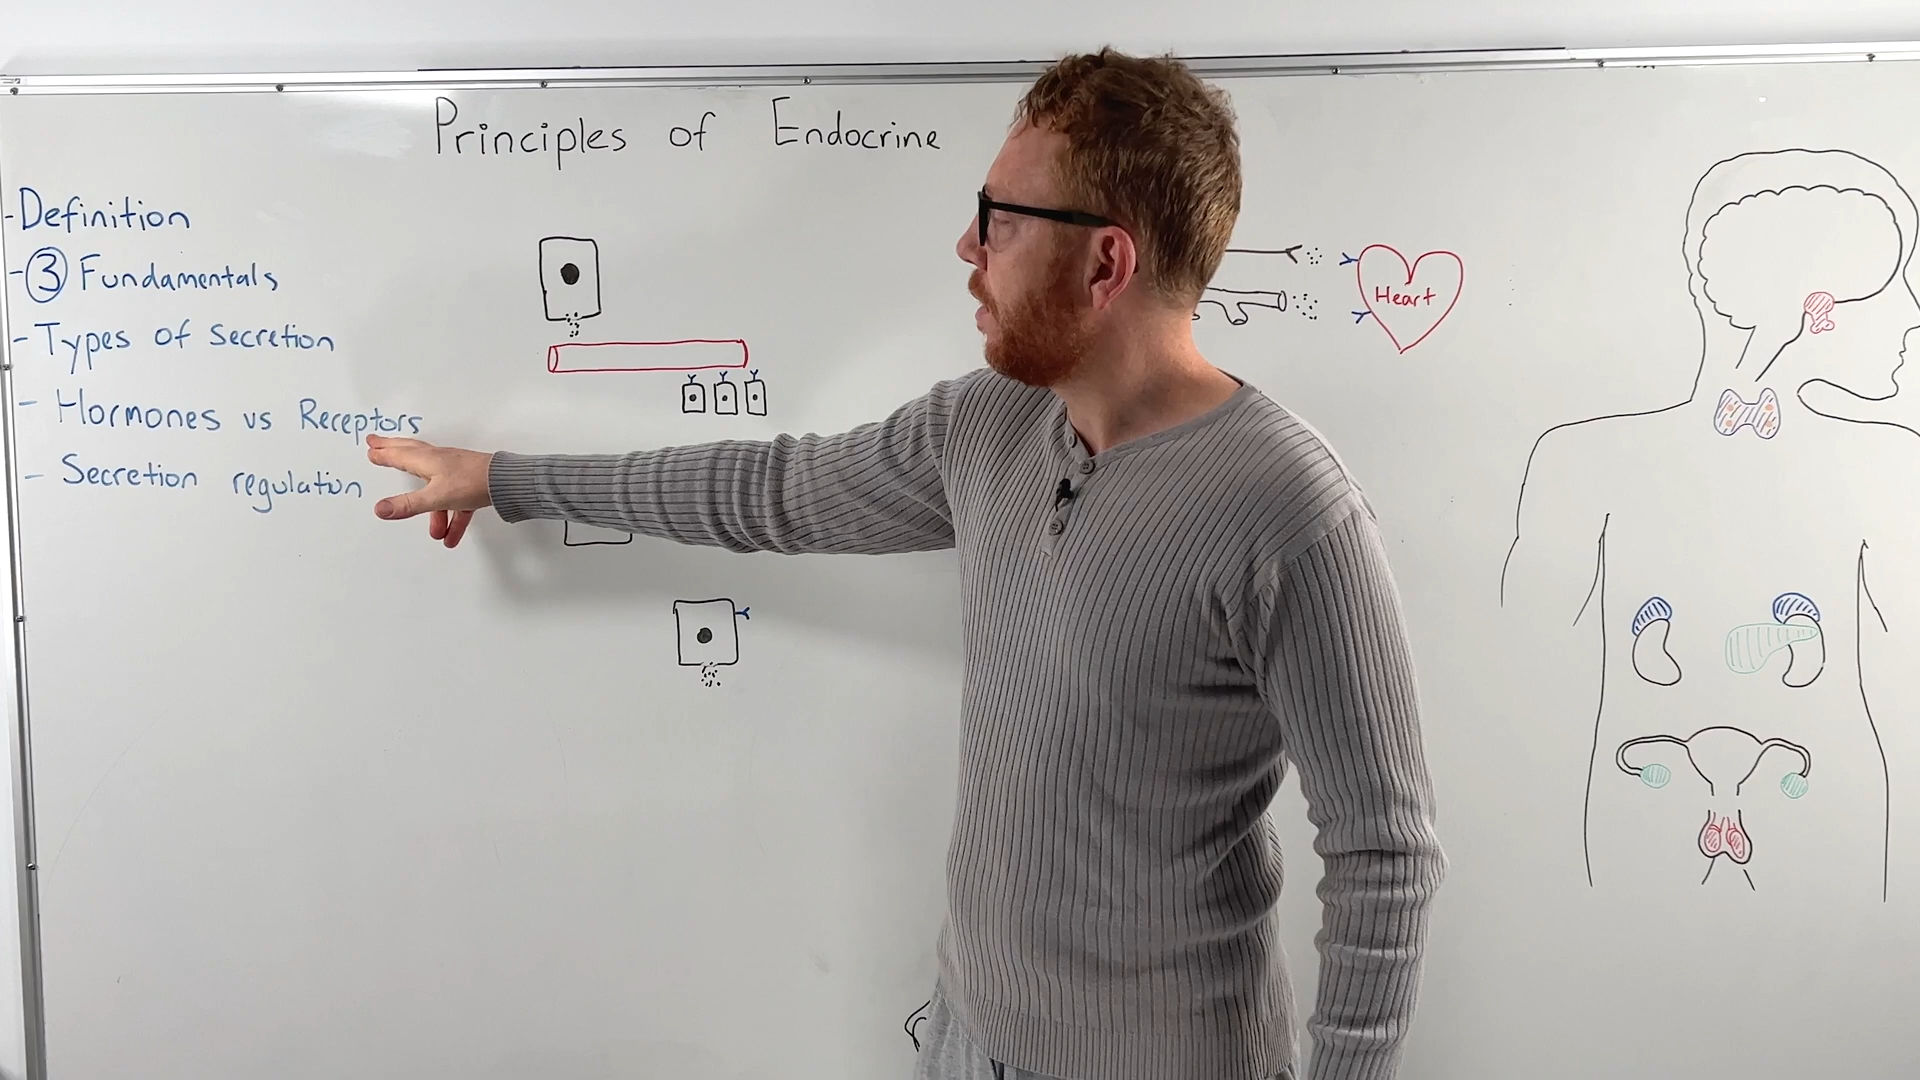 Principles of Endocrine
-Definition
-③ Fundamentals
- Types of secretion
- Hormones vs Receptors
- Secretion regulation
Heart